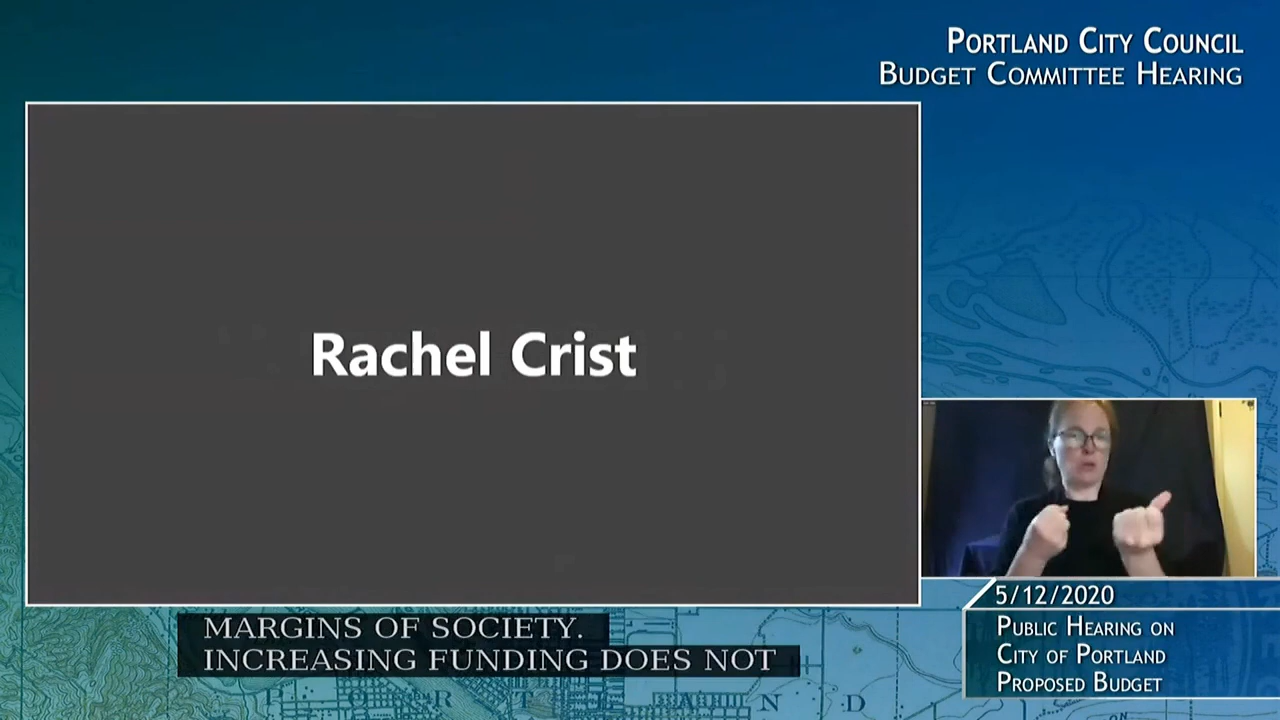 PORTLAND CITY COUNCIL
BUDGET COMMITTEE HEARING
Rachel Crist
5/12/2020
PUBLIC HEARING ON
CITY OF PORTLAND
PROPOSED BUDGET
MARGINS OF SOCIETY.
INCREASING FUNDING DOES NOT